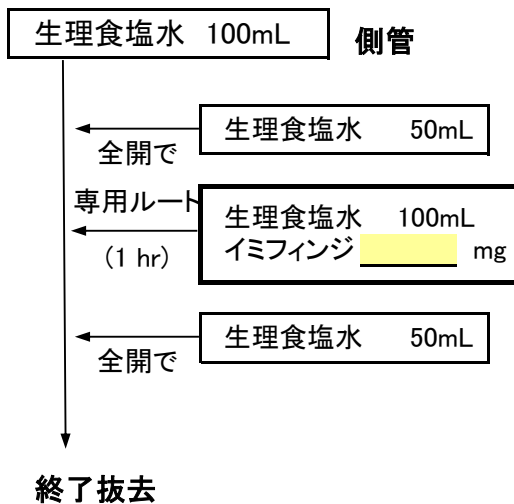 生理食塩水 100mL
側管
生理食塩水 50mL
全開で
専用ルート
(1 hr)
生理食塩水 100mL
イミフィンジ mg
生理食塩水 50mL
全開で
終了抜去